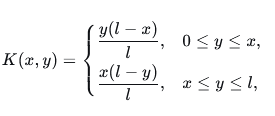 K(x, y) = { y(l − x)/l, 0 ≤ y ≤ x,
x(l − y)/l, x ≤ y ≤ l,